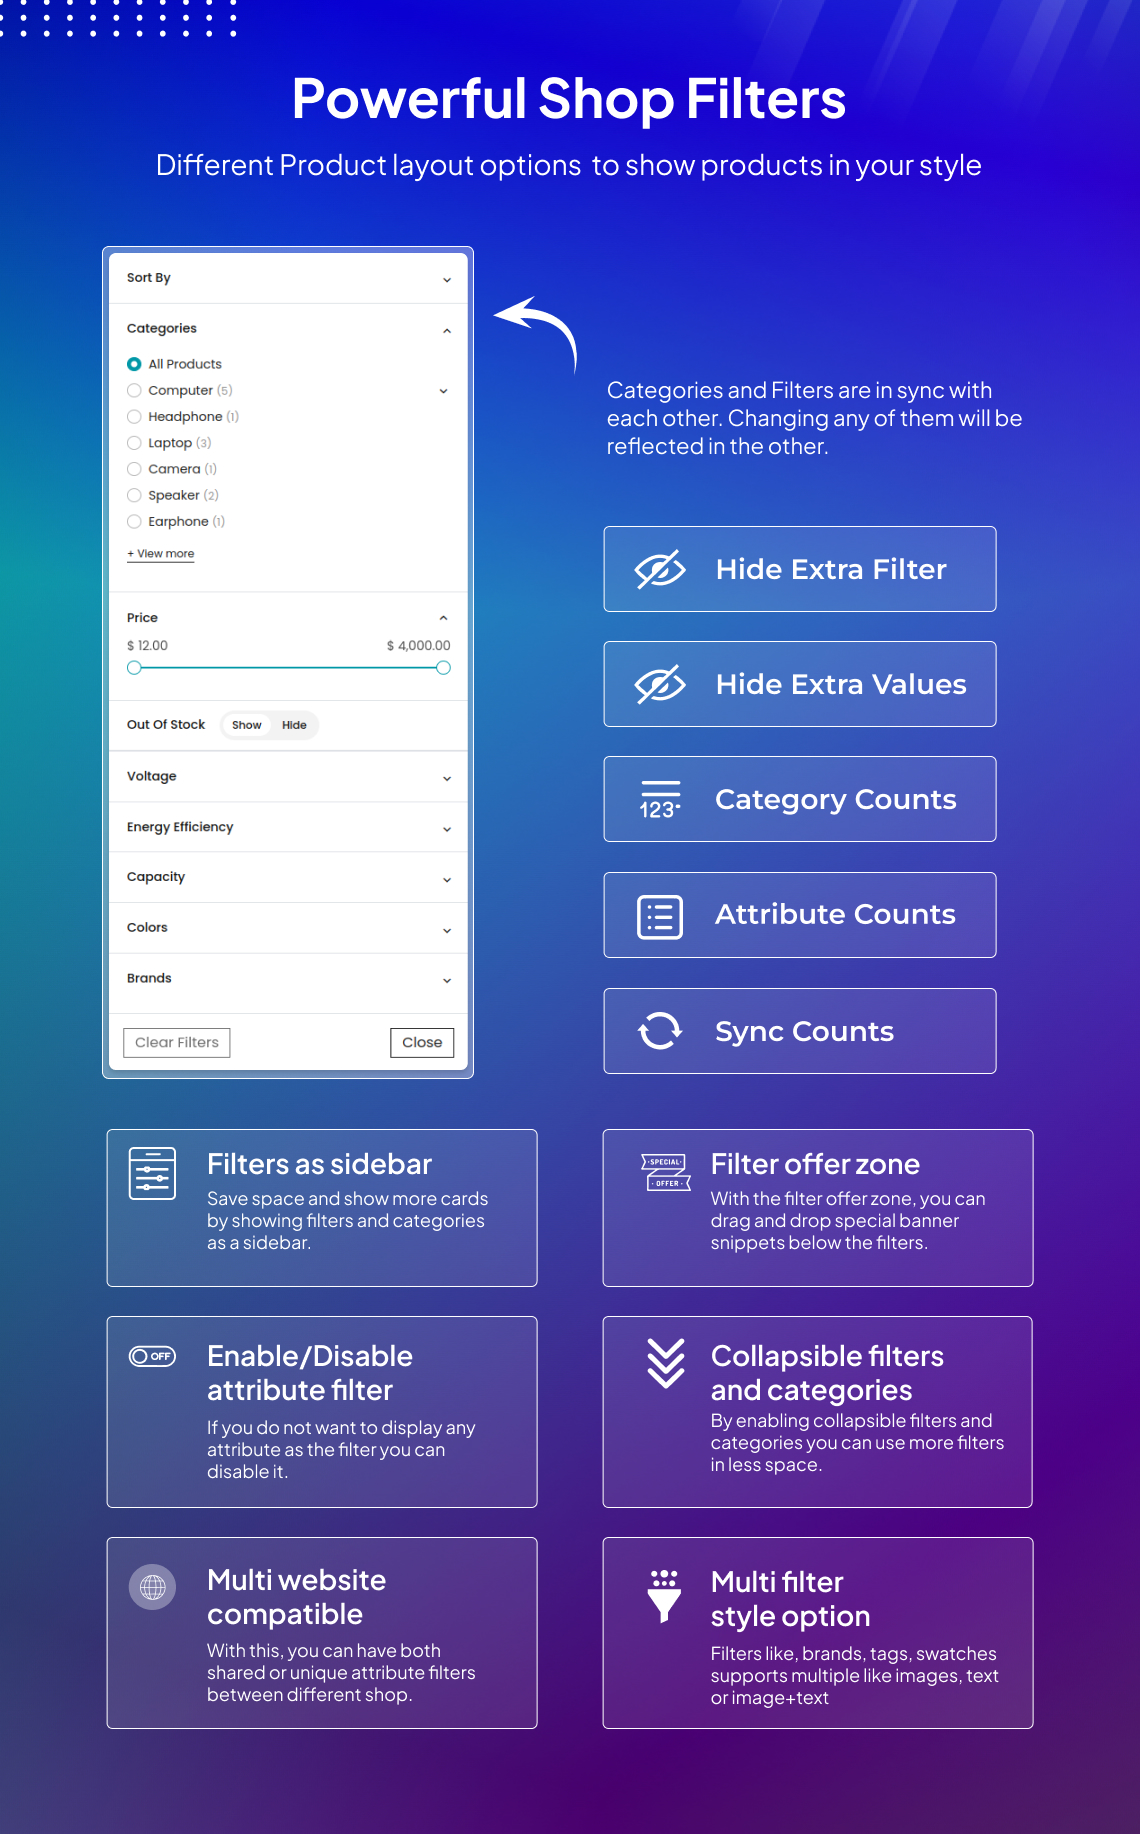 Powerful Shop Filters
Different Product layout options to show products in your style
Sort By
Categories
All Products
Computer (5)
Headphone (1)
Laptop (3)
Camera (1)
Speaker (2)
Earphone (1)
+ View more
Price
$ 12.00 $ 4,000.00
Out Of Stock Show Hide
Voltage
Energy Efficiency
Capacity
Colors
Brands
Clear Filters Close
Categories and Filters are in sync with
each other. Changing any of them will be
reflected in the other.
Hide Extra Filter
Hide Extra Values
123 Category Counts
Attribute Counts
Sync Counts
Filters as sidebar
Save space and show more cards
by showing filters and categories
as a sidebar.
·SPECIAL·
· OFFER ·
Filter offer zone
With the filter offer zone, you can
drag and drop special banner
snippets below the filters.
OFF
Enable/Disable
attribute filter
If you do not want to display any
attribute as the filter you can
disable it.
Collapsible filters
and categories
By enabling collapsible filters and
categories you can use more filters
in less space.
Multi website
compatible
With this, you can have both
shared or unique attribute filters
between different shop.
Multi filter
style option
Filters like, brands, tags, swatches
supports multiple like images, text
or image+text